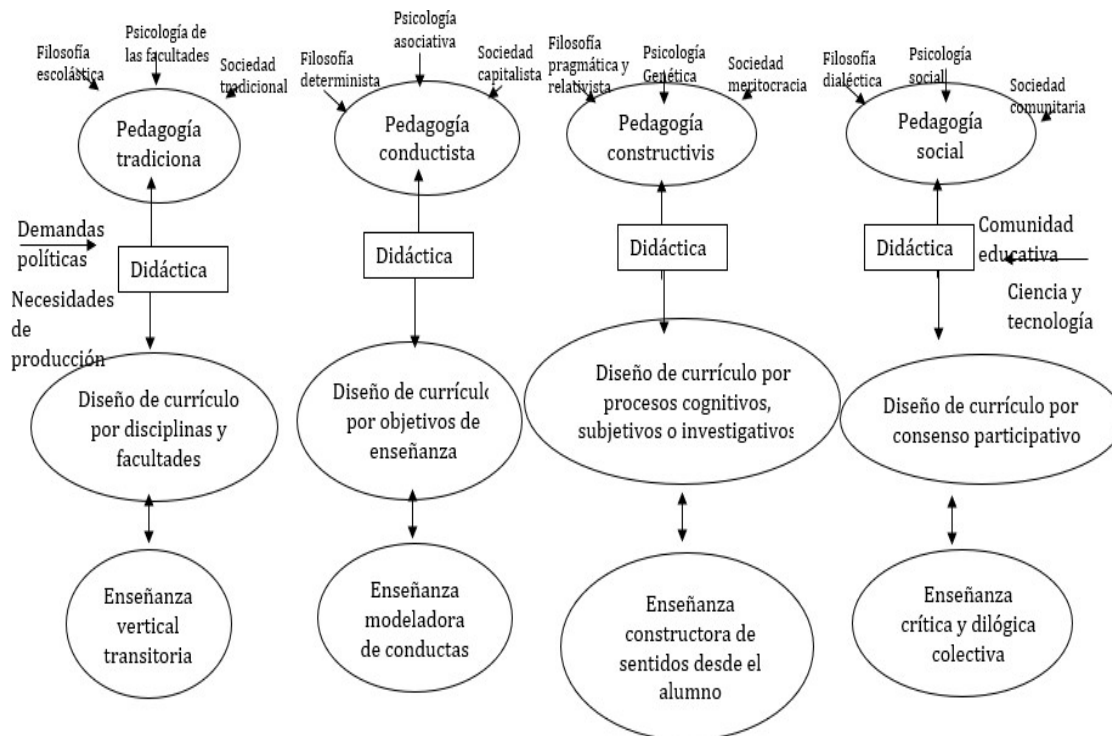 Filosofía
escolástica
Psicología de
las facultades
Sociedad
tradicional
Pedagogía
tradiciona
Filosofía
determinista
Psicología
asociativa
Sociedad
capitalista
Pedagogía
conductista
Filosofía
pragmática y
relativista
Psicología
Genética
Sociedad
meritocracia
Pedagogía
constructivis
Filosofía
dialéctica
Psicología
social
Sociedad
comunitaria
Pedagogía
social
Demandas
políticas
Didáctica
Didáctica
Didáctica
Didáctica
Comunidad
educativa
Necesidades
de
producción
Ciencia y
tecnología
Diseño de currículo
por disciplinas y
facultades
Diseño de currículo
por objetivos de
enseñanza
Diseño de currículo por
procesos cognitivos,
subjetivos o investigativos
Diseño de currículo por
consenso participativo
Enseñanza
vertical
transitoria
Enseñanza
modeladora
de conductas
Enseñanza
constructora de
sentidos desde el
alumno
Enseñanza
crítica y dilógica
colectiva